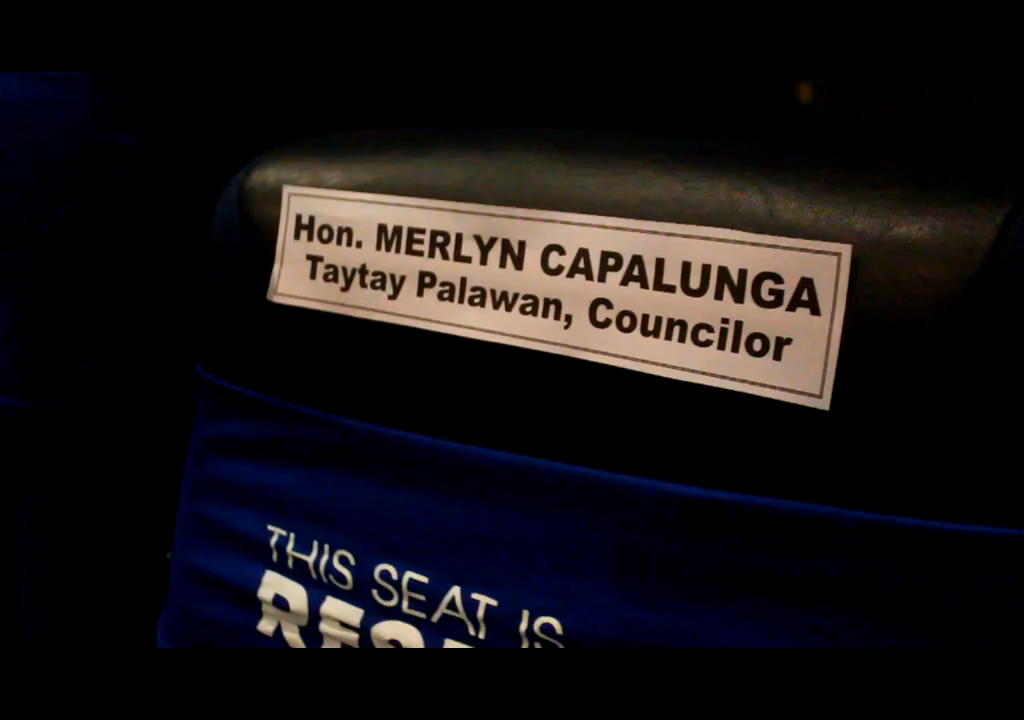 Hon. MERLYN CAPALUNGA
Taytay Palawan, Councilor
THIS SEAT IS